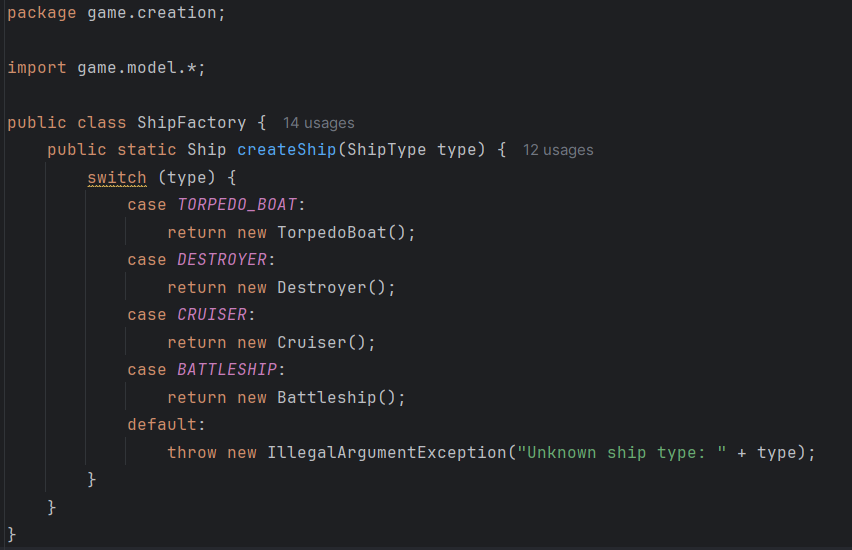 package game.creation;
import game.model.*;
public class ShipFactory { 14 usages
public static Ship createShip(ShipType type) { 12 usages
switch (type) {
case TORPEDO_BOAT:
return new TorpedoBoat();
case DESTROYER:
return new Destroyer();
case CRUISER:
return new Cruiser();
case BATTLESHIP:
return new Battleship();
default:
throw new IllegalArgumentException("Unknown ship type: " + type);
}
}
}